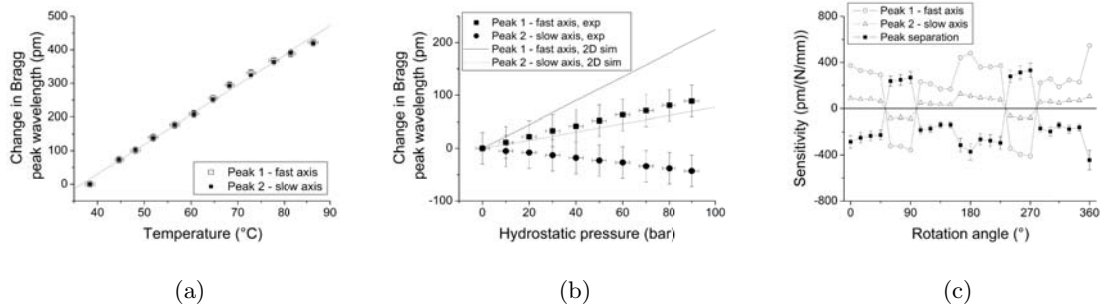 500
400
300
200
100
0
40
50
60
70
80
90
Change in Bragg
peak wavelength (pm)
Temperature (°C)
Peak 1 - fast axis
Peak 2 - slow axis
(a)
200
100
0
-100
0
20
40
60
80
100
Change in Bragg
peak wavelength (pm)
Hydrostatic pressure (bar)
Peak 1 - fast axis, exp
Peak 2 - slow axis, exp
Peak 1 - fast axis, 2D sim
Peak 2 - slow axis, 2D sim
(b)
800
400
0
-400
-800
0
90
180
270
360
Sensitivity (pm/(N/mm))
Rotation angle (°)
Peak 1 - fast axis
Peak 2 - slow axis
Peak separation
(c)